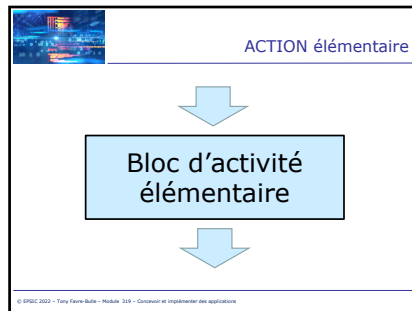 ACTION élémentaire
Bloc d'activité
élémentaire
© EPSIC 2022 – Tony Favre-Bulle – Module 319 – Concevoir et implémenter des applications